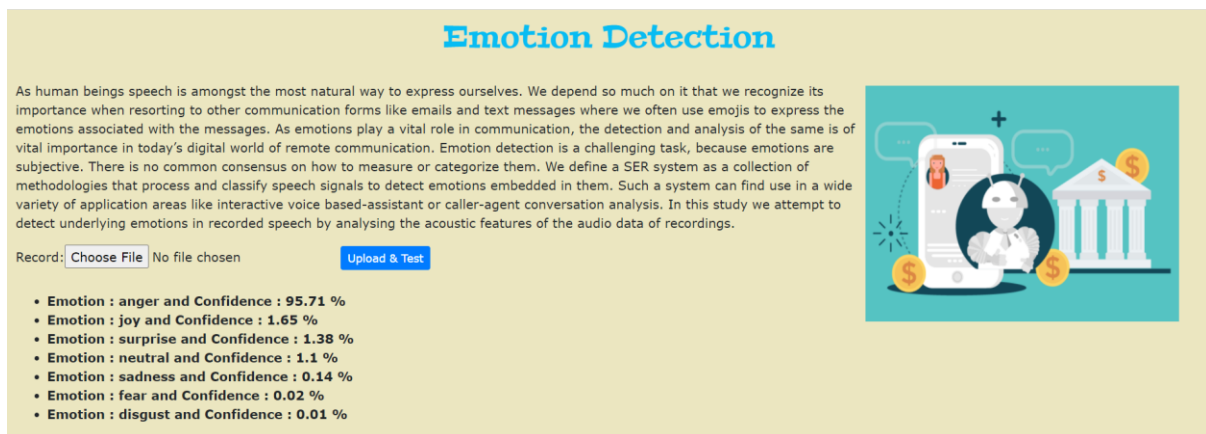 Emotion Detection
As human beings speech is amongst the most natural way to express ourselves. We depend so much on it that we recognize its
importance when resorting to other communication forms like emails and text messages where we often use emojis to express the
emotions associated with the messages. As emotions play a vital role in communication, the detection and analysis of the same is of
vital importance in today’s digital world of remote communication. Emotion detection is a challenging task, because emotions are
subjective. There is no common consensus on how to measure or categorize them. We define a SER system as a collection of
methodologies that process and classify speech signals to detect emotions embedded in them. Such a system can find use in a wide
variety of application areas like interactive voice based-assistant or caller-agent conversation analysis. In this study we attempt to
detect underlying emotions in recorded speech by analysing the acoustic features of the audio data of recordings.
Record: Choose File No file chosen Upload & Test
• Emotion : anger and Confidence : 95.71 %
• Emotion : joy and Confidence : 1.65 %
• Emotion : surprise and Confidence : 1.38 %
• Emotion : neutral and Confidence : 1.1 %
• Emotion : sadness and Confidence : 0.14 %
• Emotion : fear and Confidence : 0.02 %
• Emotion : disgust and Confidence : 0.01 %
$
$
$
$